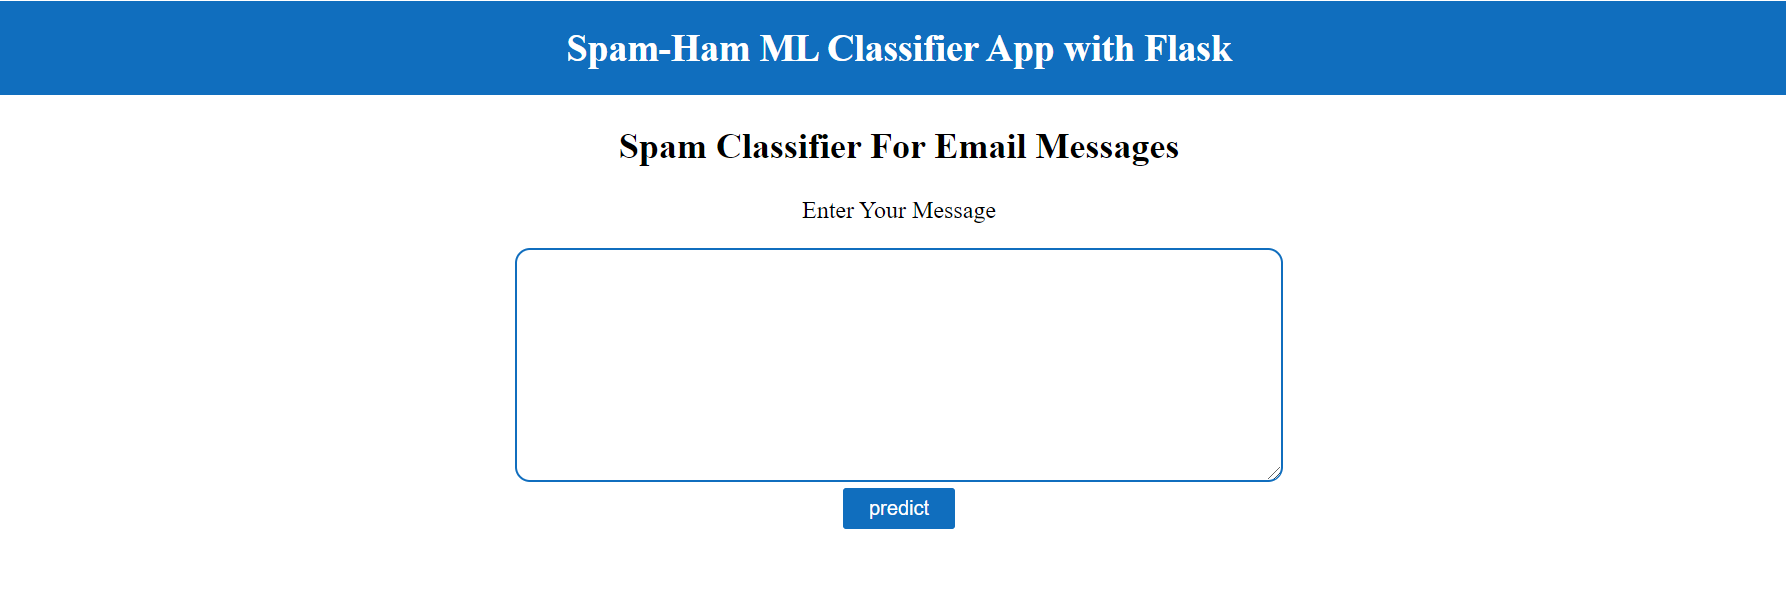 Spam-Ham ML Classifier App with Flask
Spam Classifier For Email Messages
Enter Your Message
predict